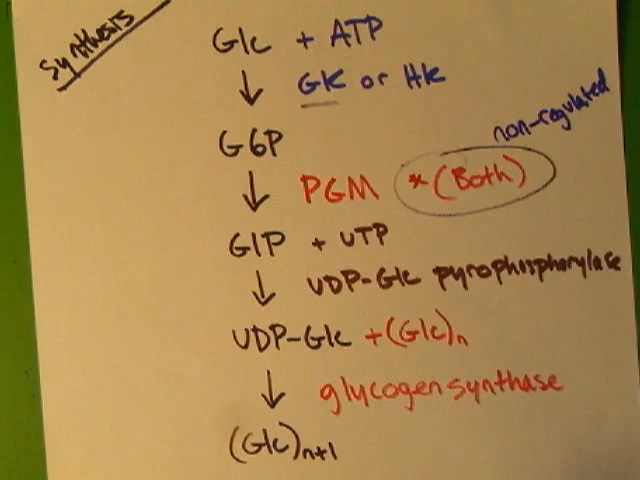 Synthesis
Glc + ATP
↓ GK or HK
G6P
non-regulated
↓ PGM *(Both)
G1P + UTP
↓ UDP-Glc pyrophosphorylase
UDP-Glc +(Glc)n
↓ glycogen synthase
(Glc)n+1